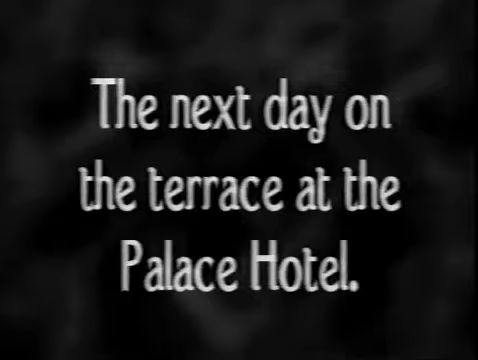 The next day on
the terrace at the
Palace Hotel.